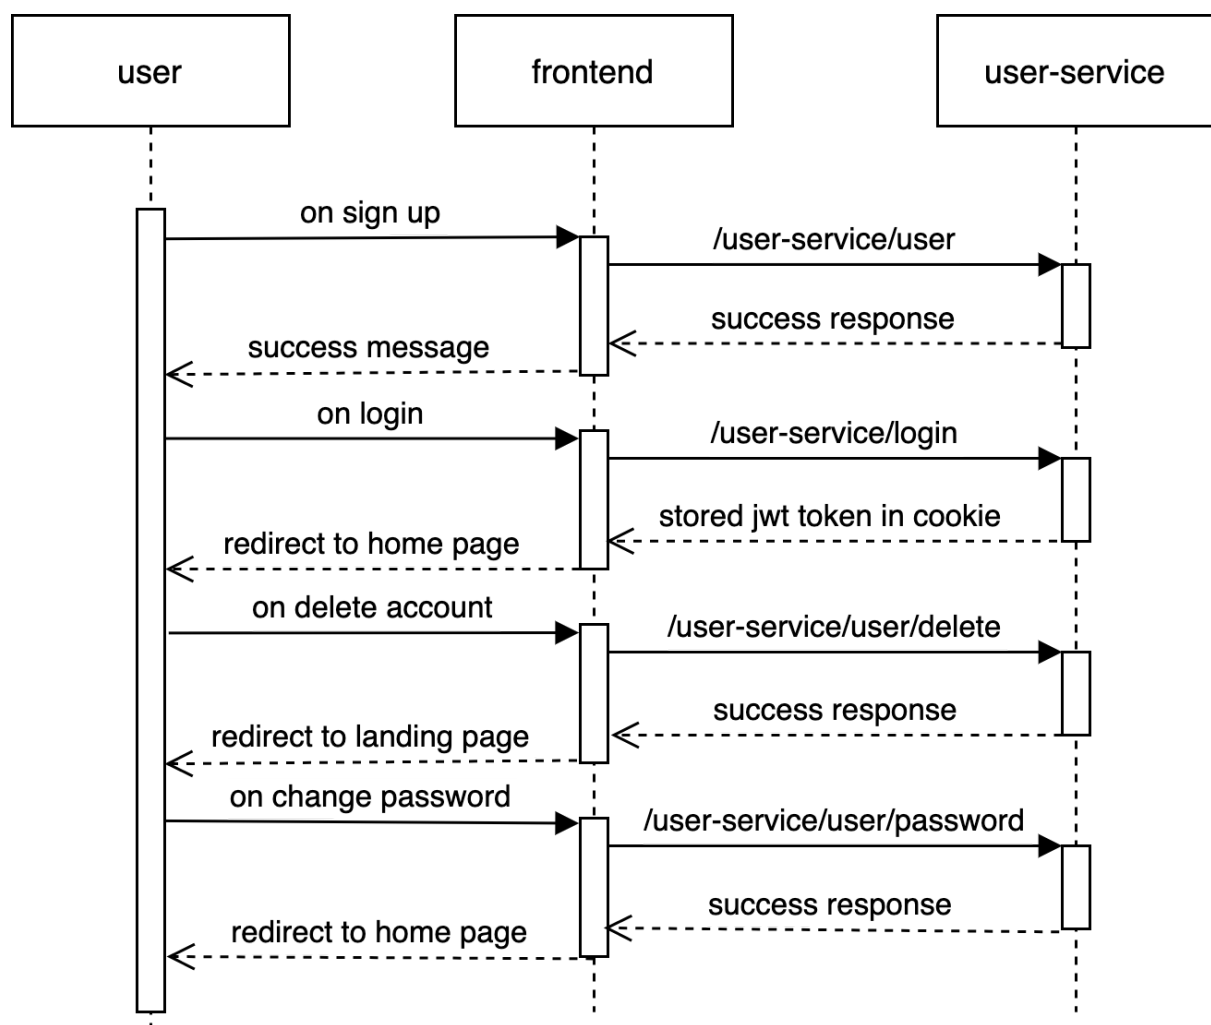 user
frontend
user-service
on sign up
/user-service/user
success response
success message
on login
/user-service/login
stored jwt token in cookie
redirect to home page
on delete account
/user-service/user/delete
success response
redirect to landing page
on change password
/user-service/user/password
success response
redirect to home page